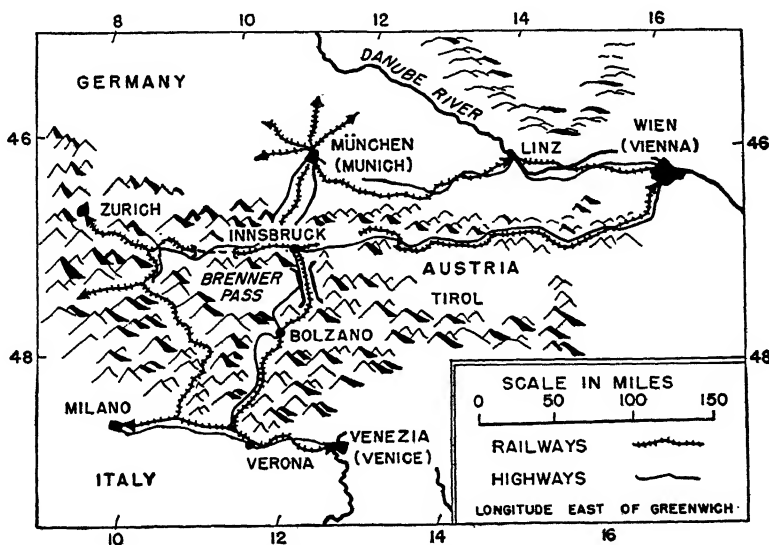 8 10 12 14 16
GERMANY
DANUBE RIVER
46 46
MÜNCHEN
(MUNICH)
LINZ
WIEN
(VIENNA)
ZURICH
INNSBRUCK
BRENNER
PASS
AUSTRIA
TIROL
BOLZANO
48 48
MILANO
VERONA
VENEZIA
(VENICE)
ITALY
SCALE IN MILES
0 50 100 150
RAILWAYS
HIGHWAYS
LONGITUDE EAST OF GREENWICH
10 12 14 16